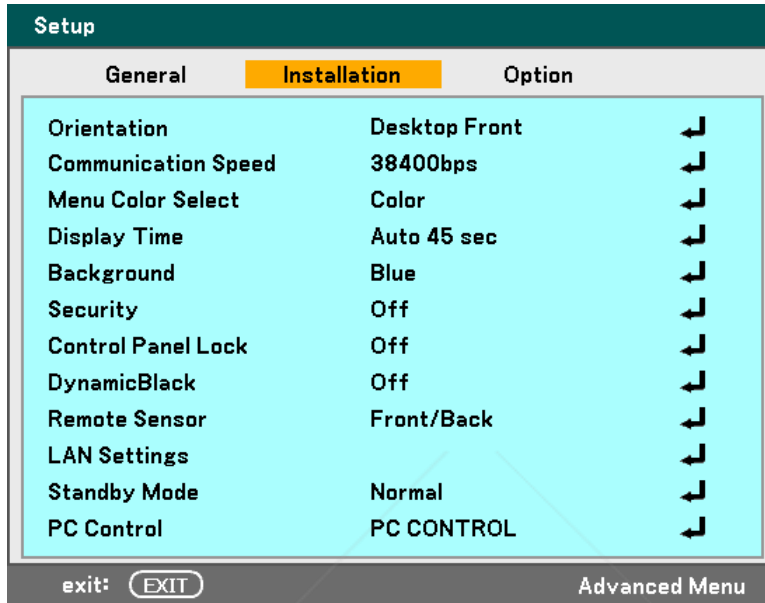 Setup
General Installation Option
Orientation Desktop Front
Communication Speed 38400bps
Menu Color Select Color
Display Time Auto 45 sec
Background Blue
Security Off
Control Panel Lock Off
DynamicBlack Off
Remote Sensor Front/Back
LAN Settings
Standby Mode Normal
PC Control PC CONTROL
exit: EXIT Advanced Menu